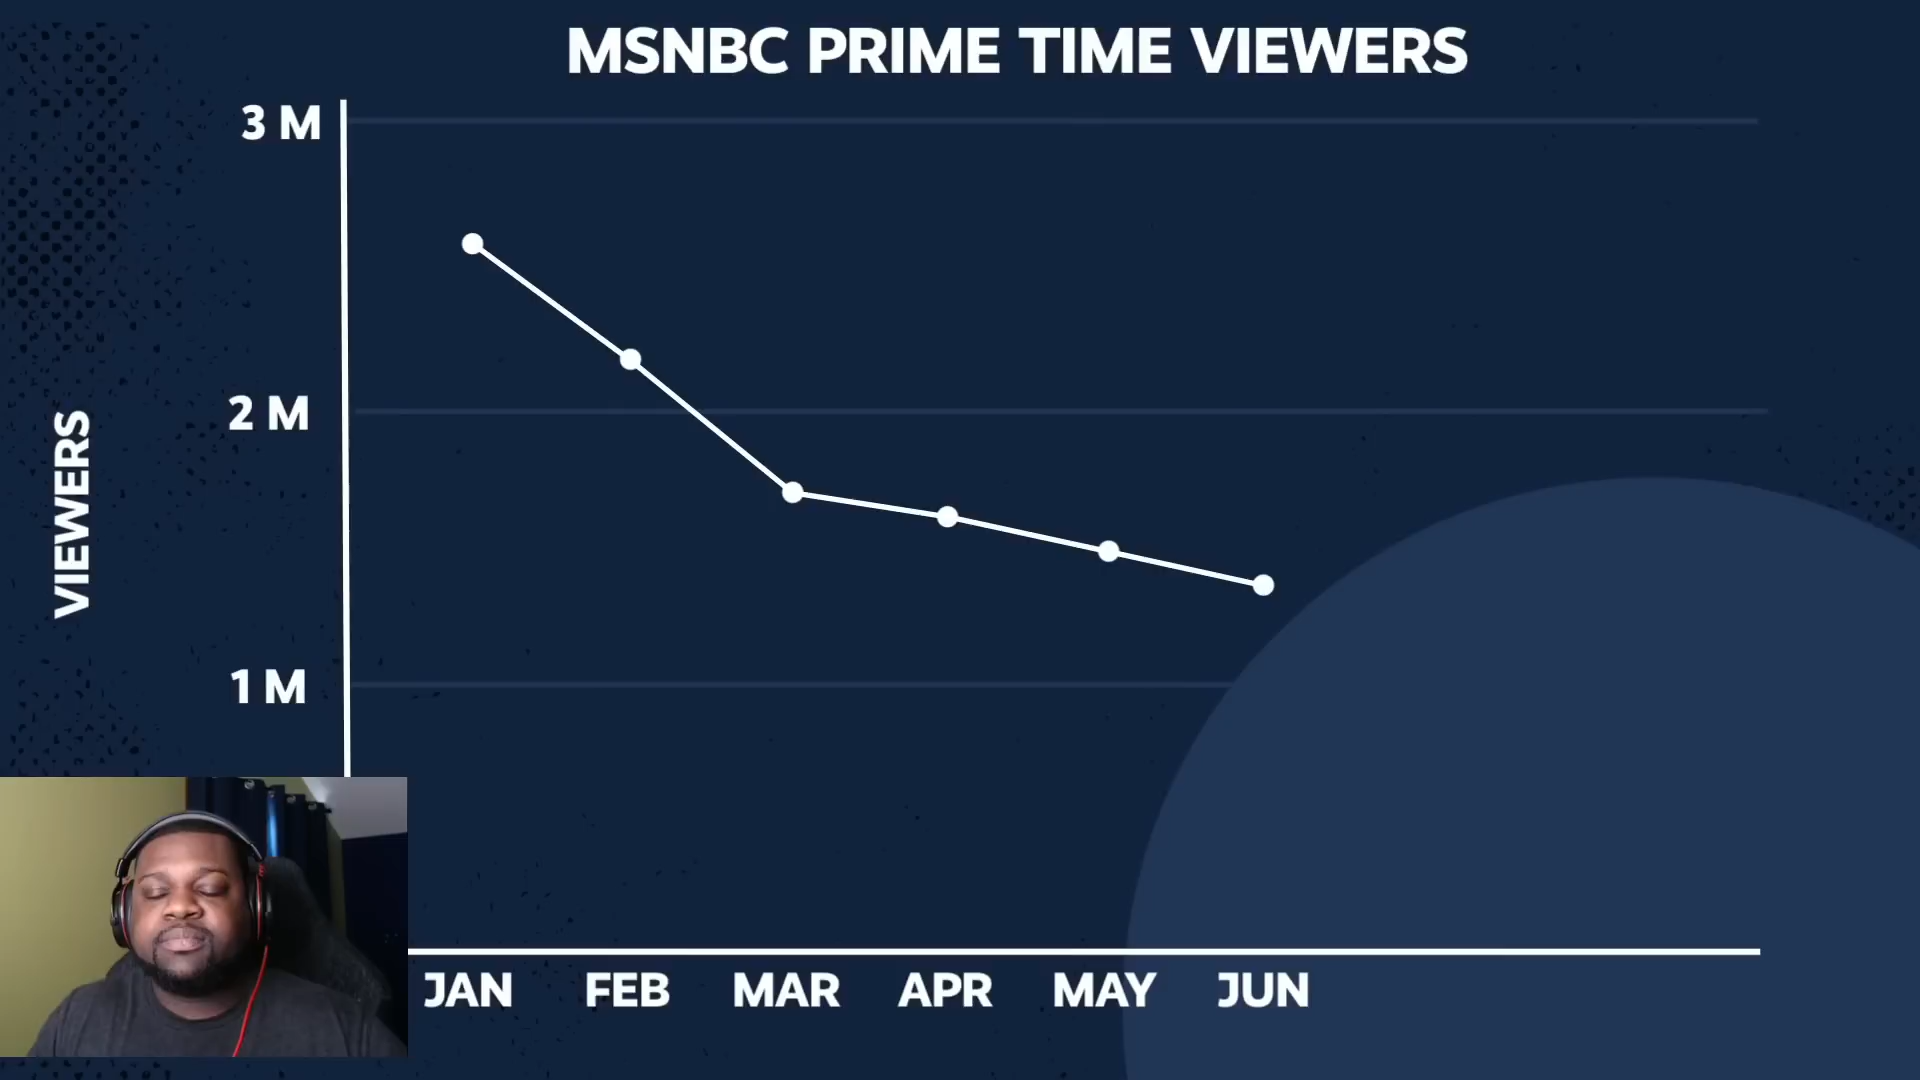 MSNBC PRIME TIME VIEWERS
3 M
2 M
1 M
VIEWERS
JAN FEB MAR APR MAY JUN